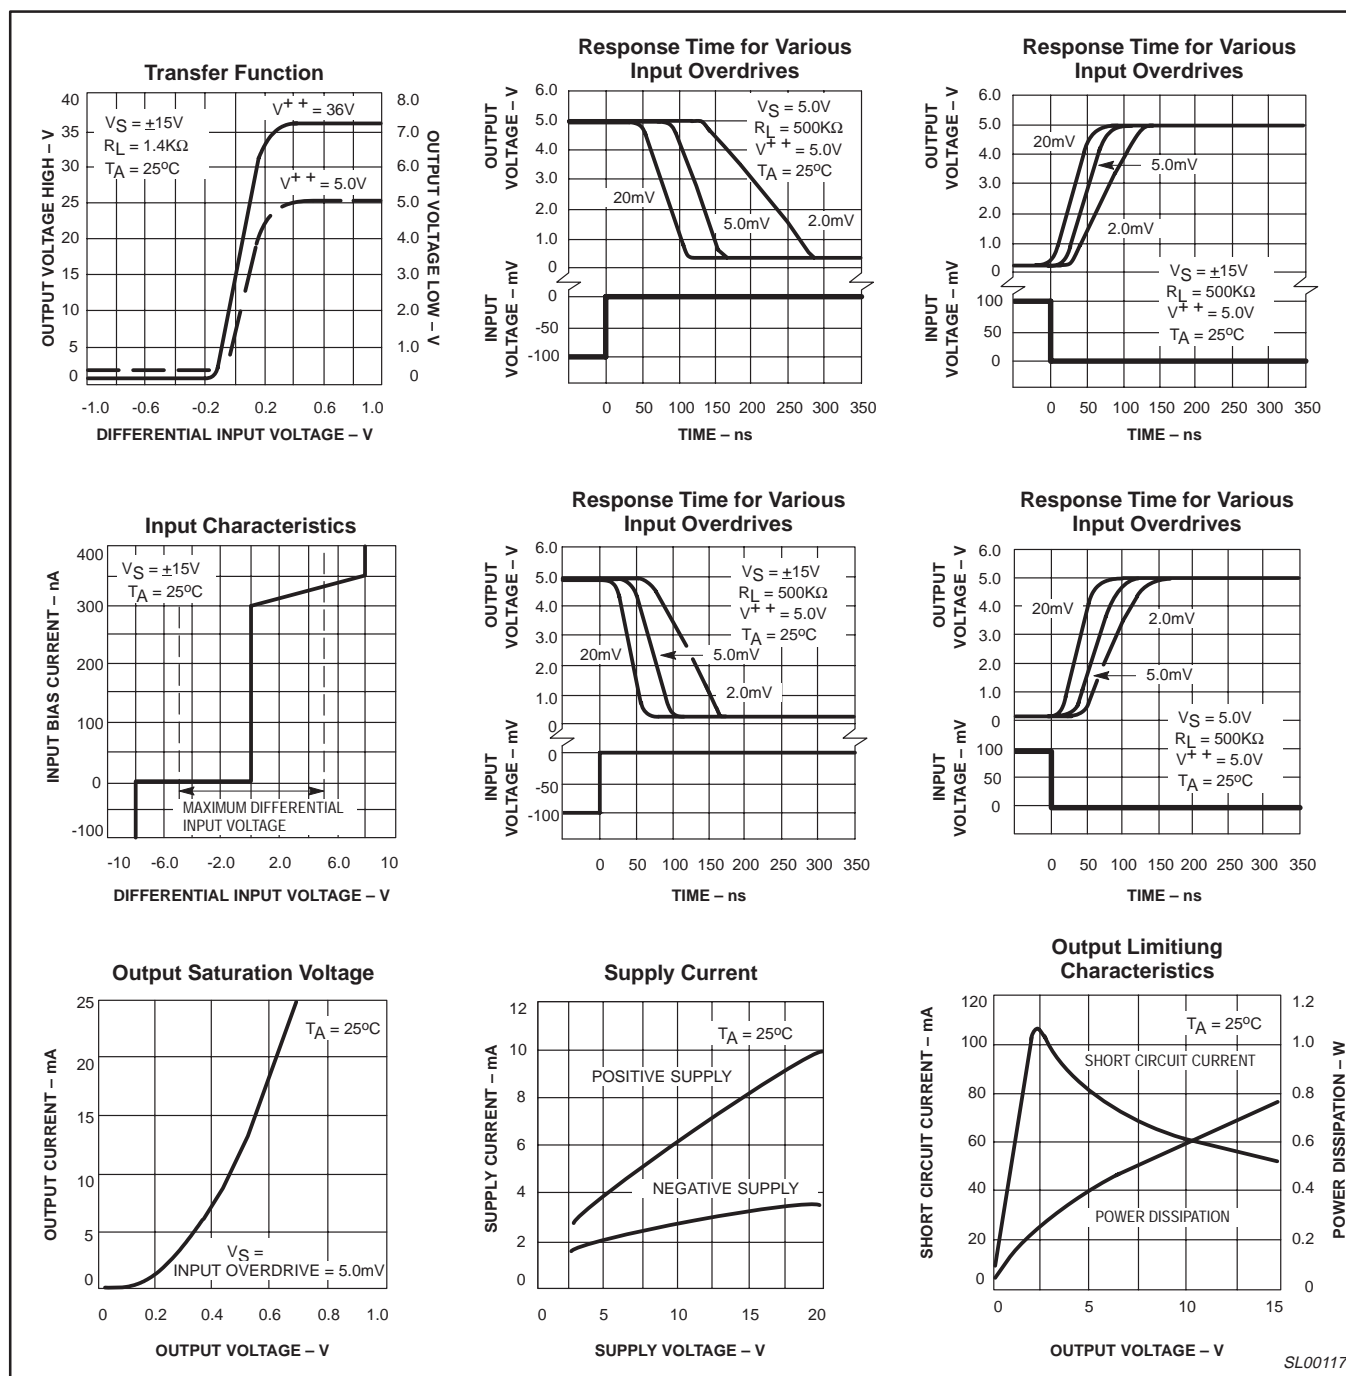 Transfer Function
40
35
30
25
20
15
10
5
0
OUTPUT VOLTAGE HIGH – V
8.0
7.0
6.0
5.0
4.0
3.0
2.0
1.0
0
OUTPUT VOLTAGE LOW – V
VS = ±15V
RL = 1.4KΩ
TA = 25°C
V++ = 36V
V++ = 5.0V
-1.0 -0.6 -0.2 0.2 0.6 1.0
DIFFERENTIAL INPUT VOLTAGE – V
Response Time for Various
Input Overdrives
OUTPUT
VOLTAGE – V
6.0
5.0
4.0
3.0
2.0
1.0
0
VS = 5.0V
RL = 500KΩ
V++ = 5.0V
TA = 25°C
20mV
5.0mV
2.0mV
INPUT
VOLTAGE – mV
0
-50
-100
0 50 100 150 200 250 300 350
TIME – ns
Response Time for Various
Input Overdrives
OUTPUT
VOLTAGE – V
6.0
5.0
4.0
3.0
2.0
1.0
0
20mV
5.0mV
2.0mV
VS = ±15V
RL = 500KΩ
V++ = 5.0V
TA = 25°C
INPUT
VOLTAGE – mV
100
50
0
0 50 100 150 200 250 300 350
TIME – ns
Input Characteristics
INPUT BIAS CURRENT – nA
400
300
200
100
0
-100
VS = ±15V
TA = 25°C
MAXIMUM DIFFERENTIAL
INPUT VOLTAGE
-10 -6.0 -2.0 2.0 6.0 10
DIFFERENTIAL INPUT VOLTAGE – V
Response Time for Various
Input Overdrives
OUTPUT
VOLTAGE – V
6.0
5.0
4.0
3.0
2.0
1.0
0
VS = ±15V
RL = 500KΩ
V++ = 5.0V
TA = 25°C
20mV
5.0mV
2.0mV
INPUT
VOLTAGE – mV
0
-50
-100
0 50 100 150 200 250 300 350
TIME – ns
Response Time for Various
Input Overdrives
OUTPUT
VOLTAGE – V
6.0
5.0
4.0
3.0
2.0
1.0
0
20mV
2.0mV
5.0mV
VS = 5.0V
RL = 500KΩ
V++ = 5.0V
TA = 25°C
INPUT
VOLTAGE – mV
100
50
0
0 50 100 150 200 250 300 350
TIME – ns
Output Saturation Voltage
OUTPUT CURRENT – mA
25
20
15
10
5
0
TA = 25°C
VS =
INPUT OVERDRIVE = 5.0mV
0 0.2 0.4 0.6 0.8 1.0
OUTPUT VOLTAGE – V
Supply Current
SUPPLY CURRENT – mA
12
10
8
6
4
2
0
TA = 25°C
POSITIVE SUPPLY
NEGATIVE SUPPLY
0 5 10 15 20
SUPPLY VOLTAGE – V
Output Limitiung
Characteristics
SHORT CIRCUIT CURRENT – mA
120
100
80
60
40
20
0
TA = 25°C
SHORT CIRCUIT CURRENT
POWER DISSIPATION
1.2
1.0
0.8
0.6
0.4
0.2
0
POWER DISSIPATION – W
0 5 10 15
OUTPUT VOLTAGE – V
SL00117